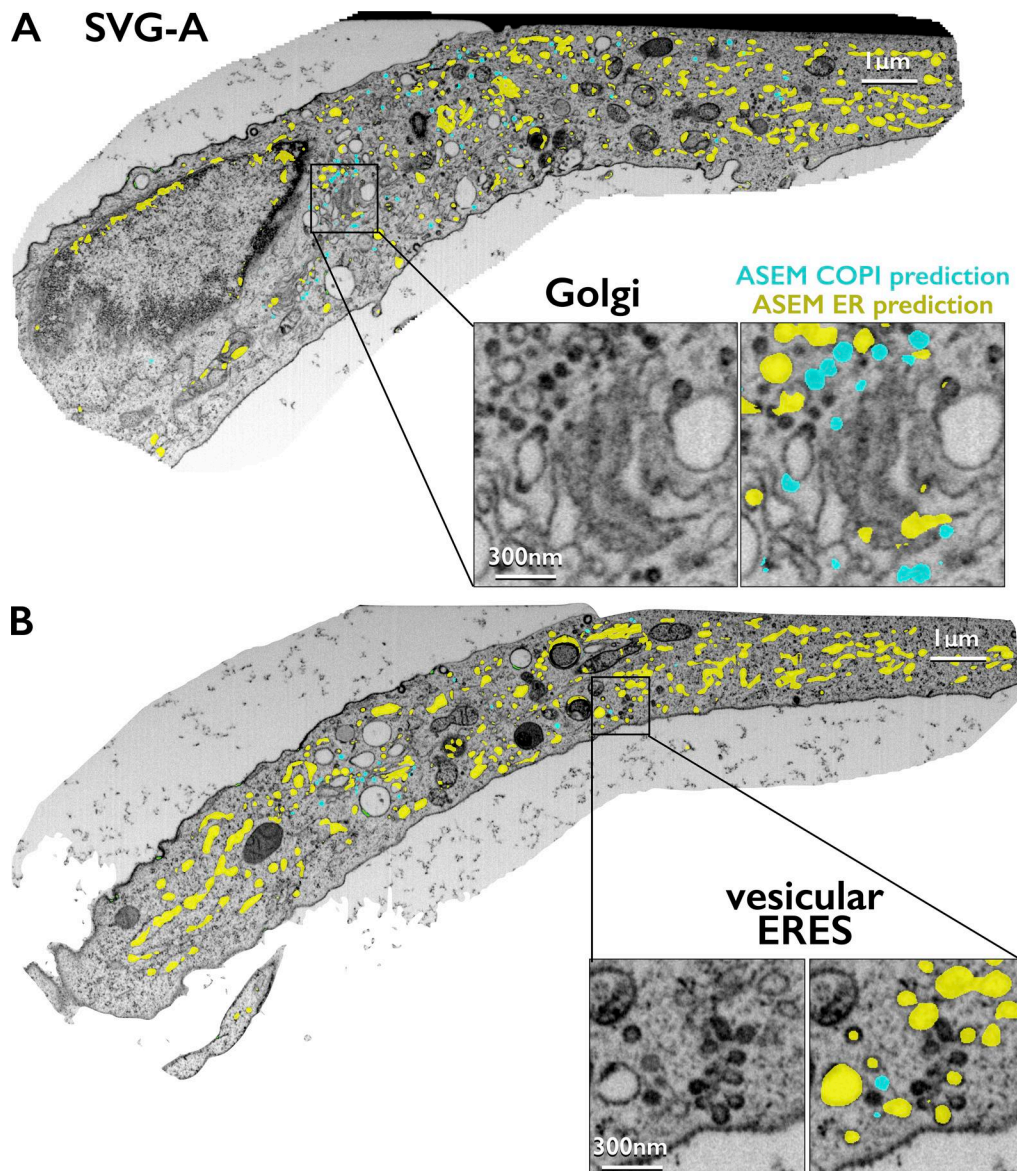 A SVG-A
1μm
Golgi
ASEM COPI prediction
ASEM ER prediction
300nm
B
1μm
vesicular
ERES
300nm